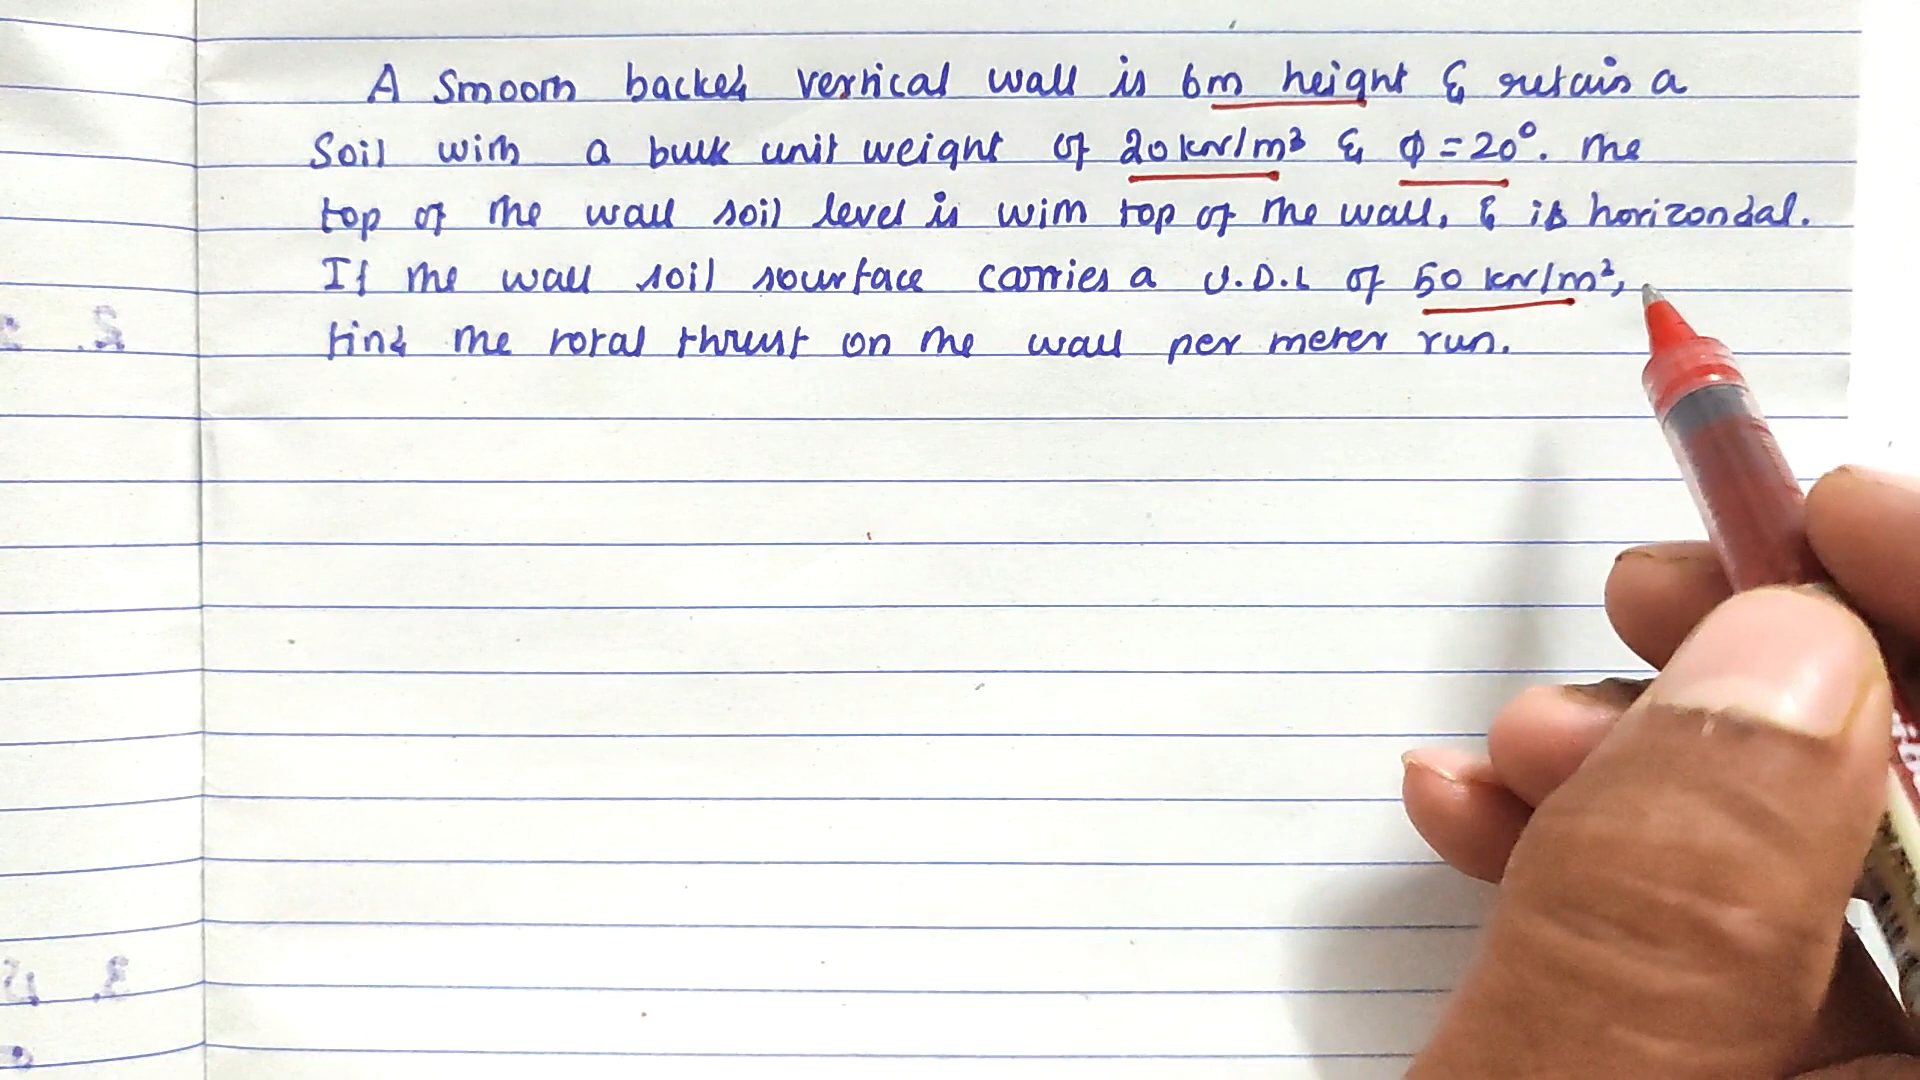 A Smooth backed vertical wall is 6m height & retain a
Soil with a bulk unit weight of 20 kN/m³ & ϕ = 20°. The
top of the wall soil level is with top of the wall, & is horizondal.
If the wall soil sourface carries a U.D.L of 50 kN/m²,
find the total thrust on the wall per meter run.